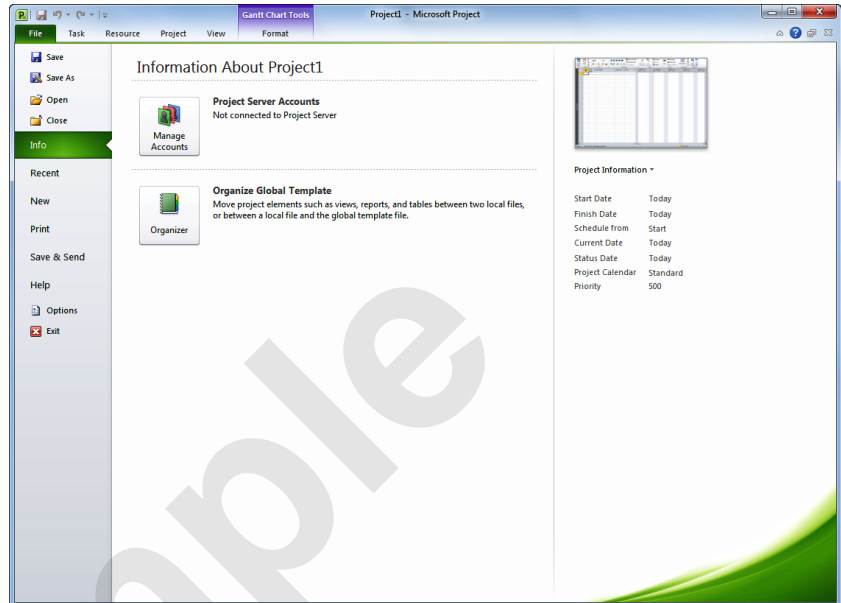 Gantt Chart Tools
Project1 - Microsoft Project
File Task Resource Project View Format
Save
Save As
Open
Close
Info
Recent
New
Print
Save & Send
Help
Options
Exit
Information About Project1
Manage
Accounts
Project Server Accounts
Not connected to Project Server
Organizer
Organize Global Template
Move project elements such as views, reports, and tables between two local files,
or between a local file and the global template file.
Project Information
Start Date Today
Finish Date Today
Schedule from Start
Current Date Today
Status Date Today
Project Calendar Standard
Priority 500
mple